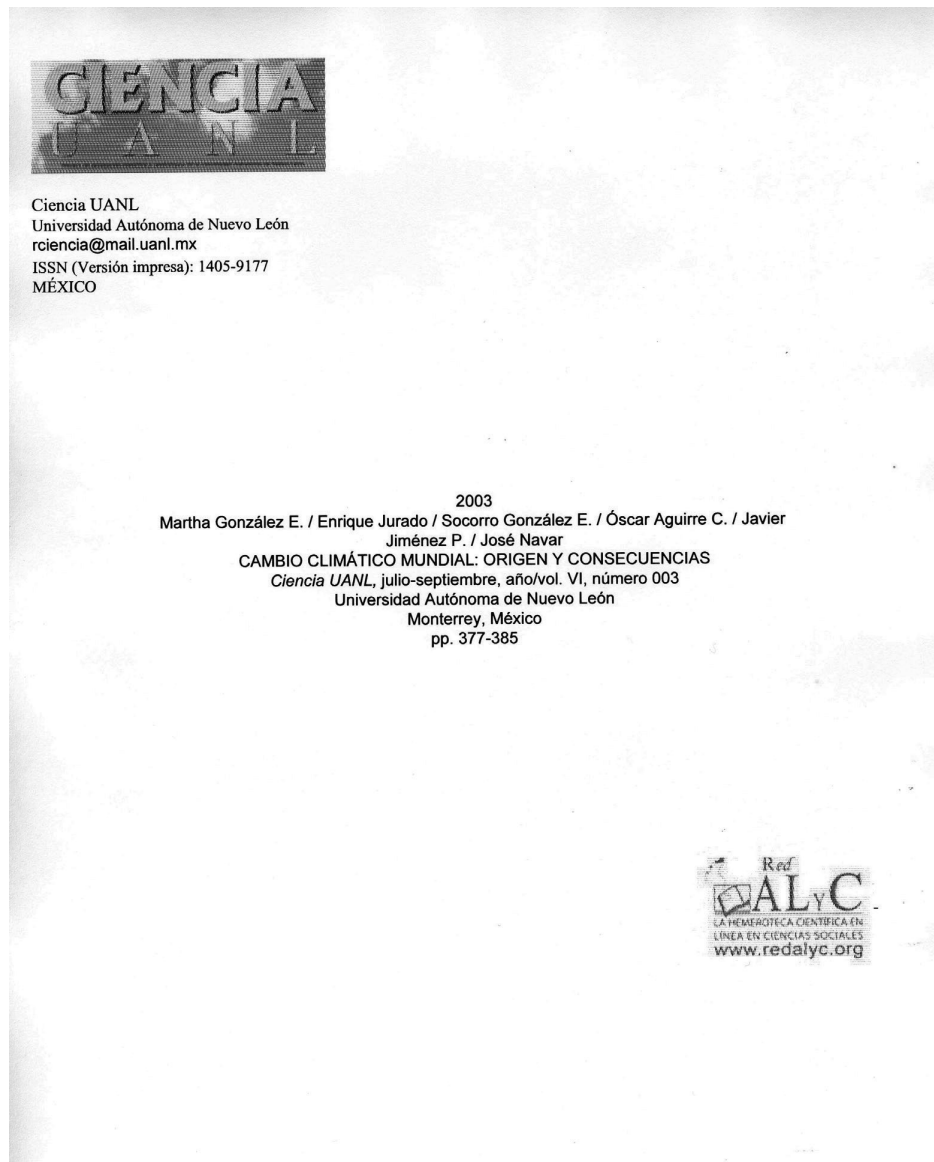 CIENCIA
UANL
Ciencia UANL
Universidad Autónoma de Nuevo León
rciencia@mail.uanl.mx
ISSN (Versión impresa): 1405-9177
MÉXICO
2003
Martha González E. / Enrique Jurado / Socorro González E. / Óscar Aguirre C. / Javier
Jiménez P. / José Navar
CAMBIO CLIMÁTICO MUNDIAL: ORIGEN Y CONSECUENCIAS
Ciencia UANL, julio-septiembre, año/vol. VI, número 003
Universidad Autónoma de Nuevo León
Monterrey, México
pp. 377-385
Red
ALyC
LA HEMEROTECA CIENTÍFICA EN
LÍNEA EN CIENCIAS SOCIALES
www.redalyc.org